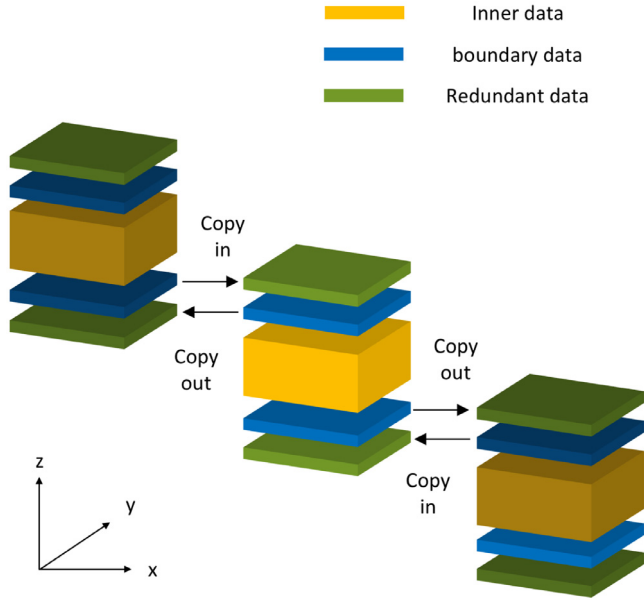 Inner data
boundary data
Redundant data
Copy
in
Copy
out
Copy
out
Copy
in
z
y
x